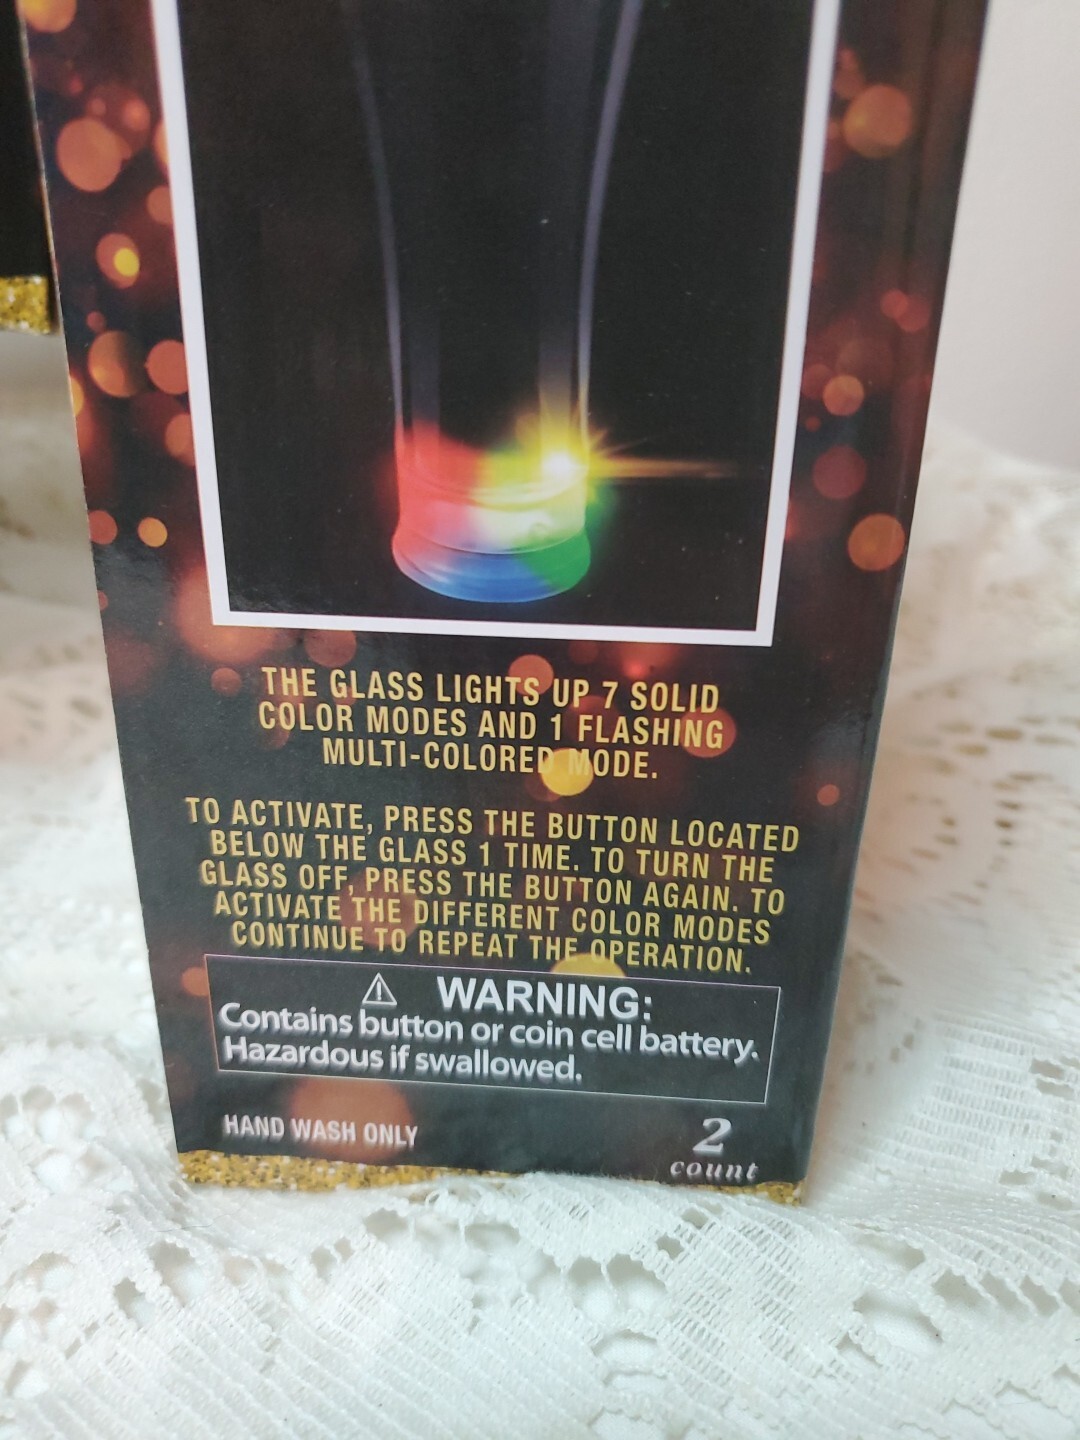 THE GLASS LIGHTS UP 7 SOLID
COLOR MODES AND 1 FLASHING
MULTI-COLORED MODE.
TO ACTIVATE, PRESS THE BUTTON LOCATED
BELOW THE GLASS 1 TIME. TO TURN THE
GLASS OFF, PRESS THE BUTTON AGAIN. TO
ACTIVATE THE DIFFERENT COLOR MODES
CONTINUE TO REPEAT THE OPERATION.
WARNING:
Contains button or coin cell battery.
Hazardous if swallowed.
HAND WASH ONLY
2
count